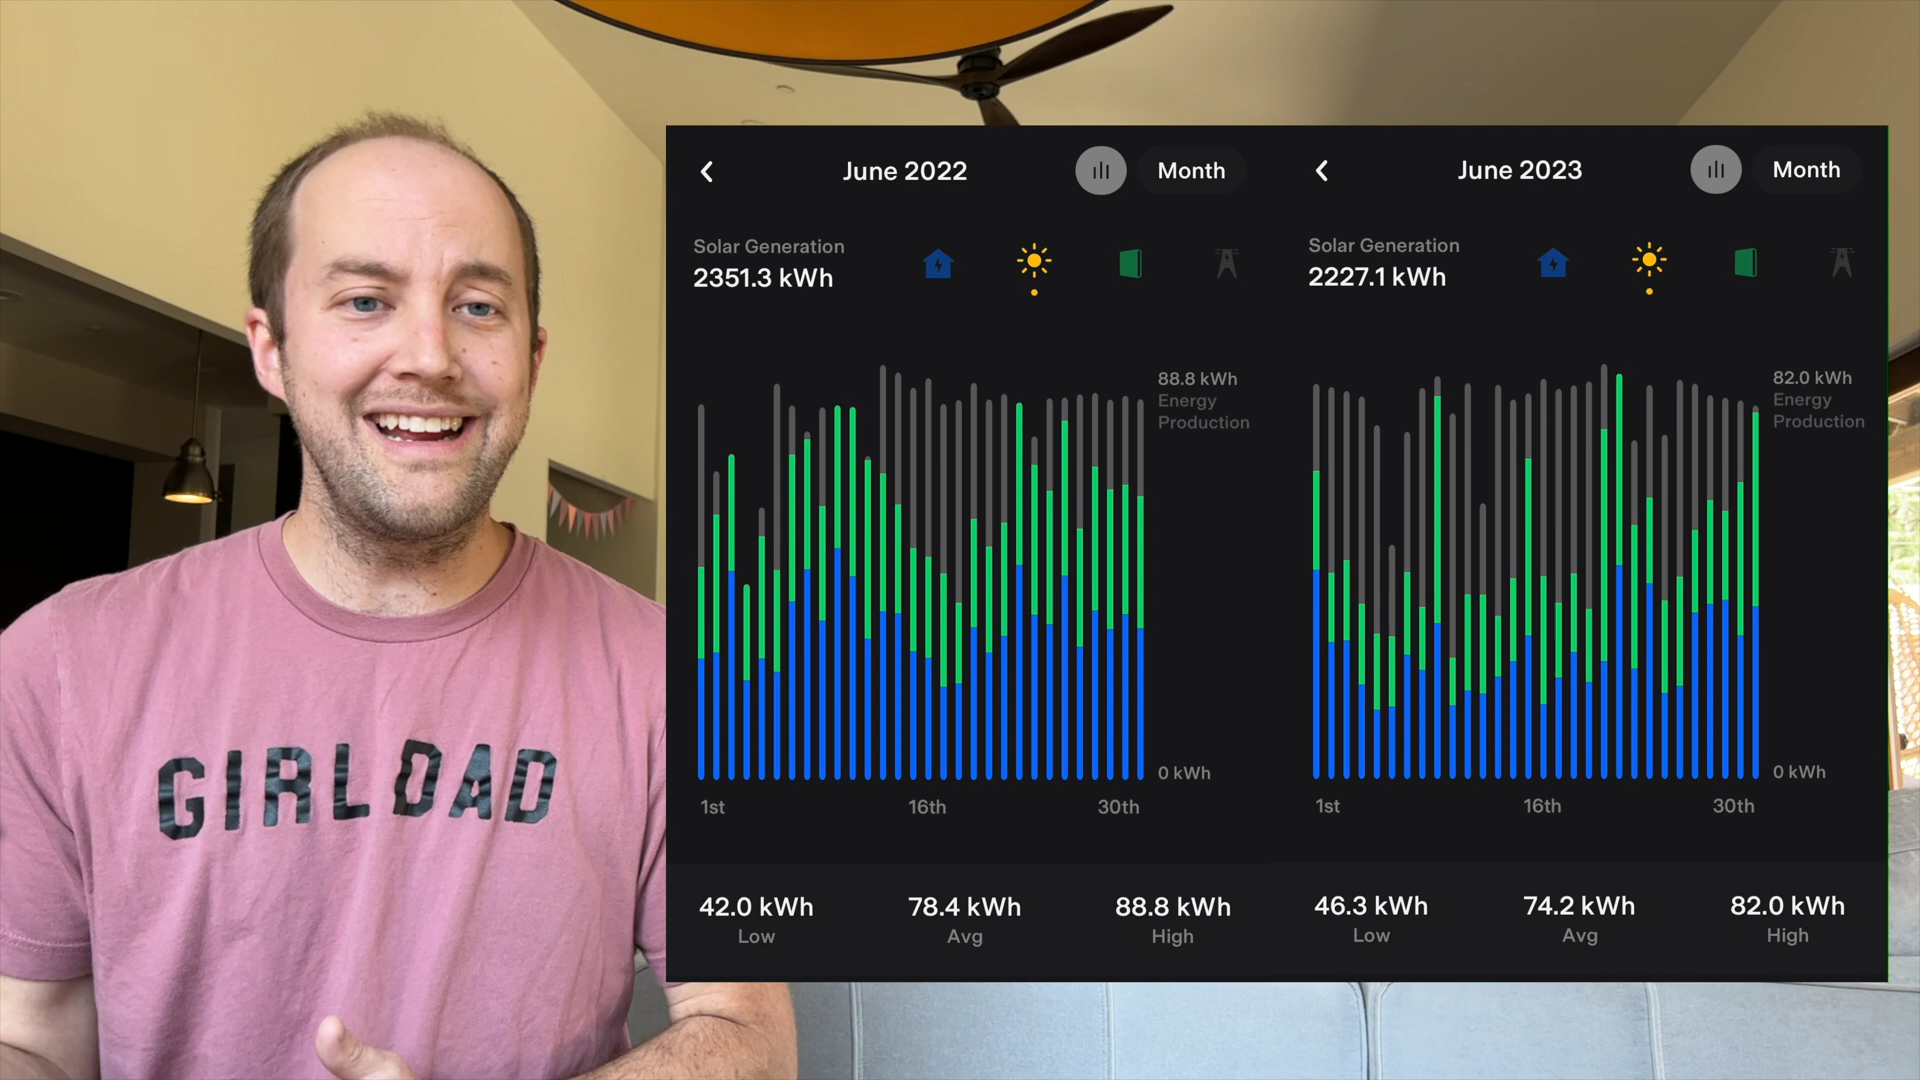 GIRLDAD
June 2022
Month
Solar Generation
2351.3 kWh
88.8 kWh
Energy
Production
0 kWh
1st 16th 30th
42.0 kWh 78.4 kWh 88.8 kWh
Low Avg High
June 2023
Month
Solar Generation
2227.1 kWh
82.0 kWh
Energy
Production
0 kWh
1st 16th 30th
46.3 kWh 74.2 kWh 82.0 kWh
Low Avg High